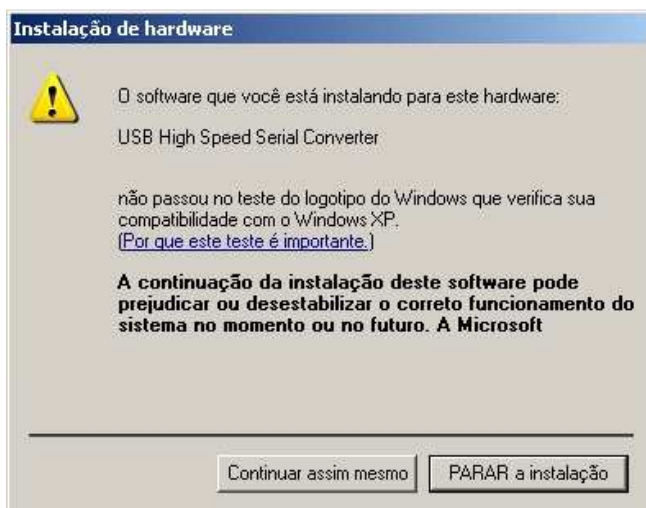 Instalação de hardware
O software que você está instalando para este hardware:
USB High Speed Serial Converter
não passou no teste do logotipo do Windows que verifica sua
compatibilidade com o Windows XP.
(Por que este teste é importante.)
A continuação da instalação deste software pode
prejudicar ou desestabilizar o correto funcionamento do
sistema no momento ou no futuro. A Microsoft
Continuar assim mesmo
PARAR a instalação